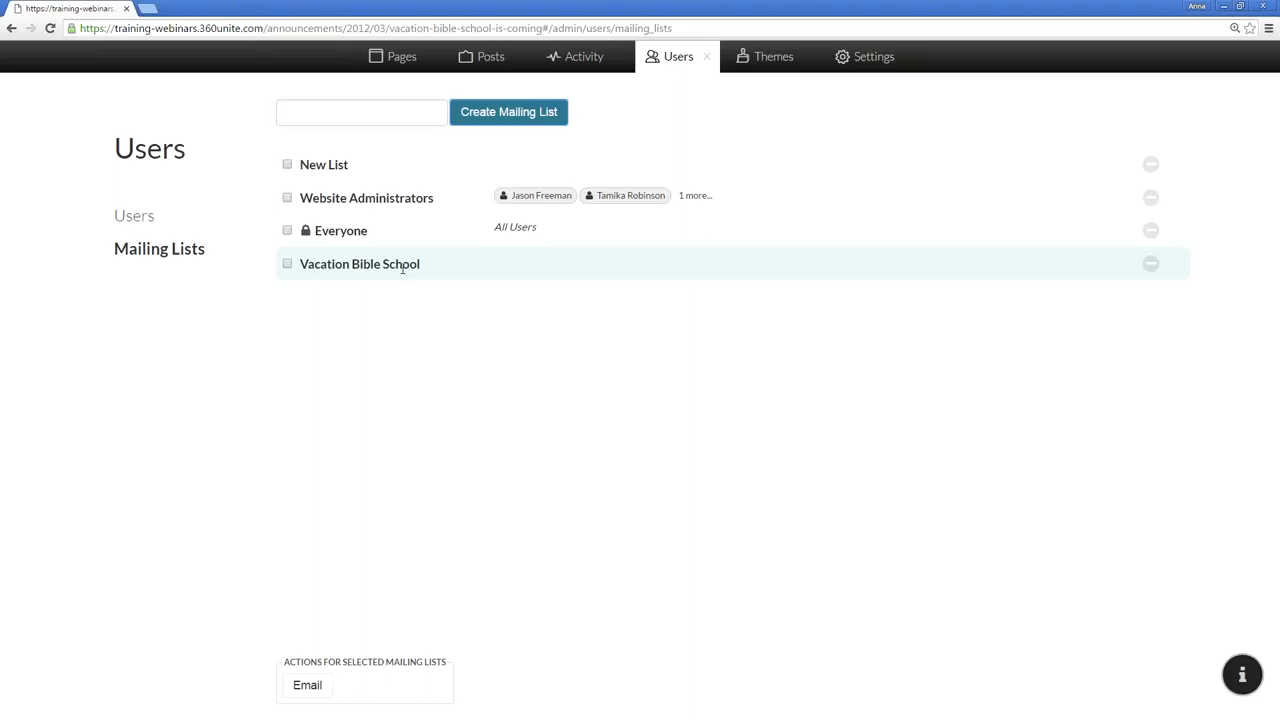 https://training-webinars.
Anna
https://training-webinars.360unite.com/announcements/2012/03/vacation-bible-school-is-coming#/admin/users/mailing_lists
Pages Posts Activity Users Themes Settings
Create Mailing List
Users
New List
Website Administrators Jason Freeman Tamika Robinson 1 more...
Users
Everyone All Users
Mailing Lists
Vacation Bible School
ACTIONS FOR SELECTED MAILING LISTS
Email